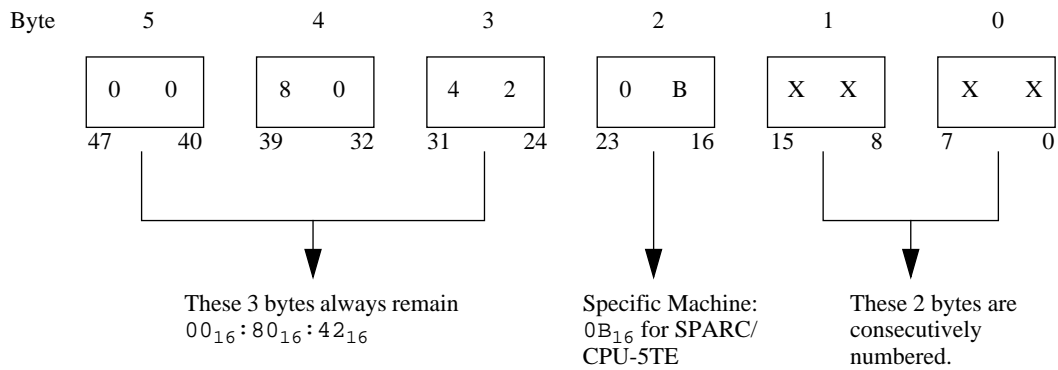 Byte 5 4 3 2 1 0
0 0 8 0 4 2 0 B X X X X
47 40 39 32 31 24 23 16 15 8 7 0
These 3 bytes always remain
00₁₆:80₁₆:42₁₆
Specific Machine:
0B₁₆ for SPARC/
CPU-5TE
These 2 bytes are
consecutively
numbered.